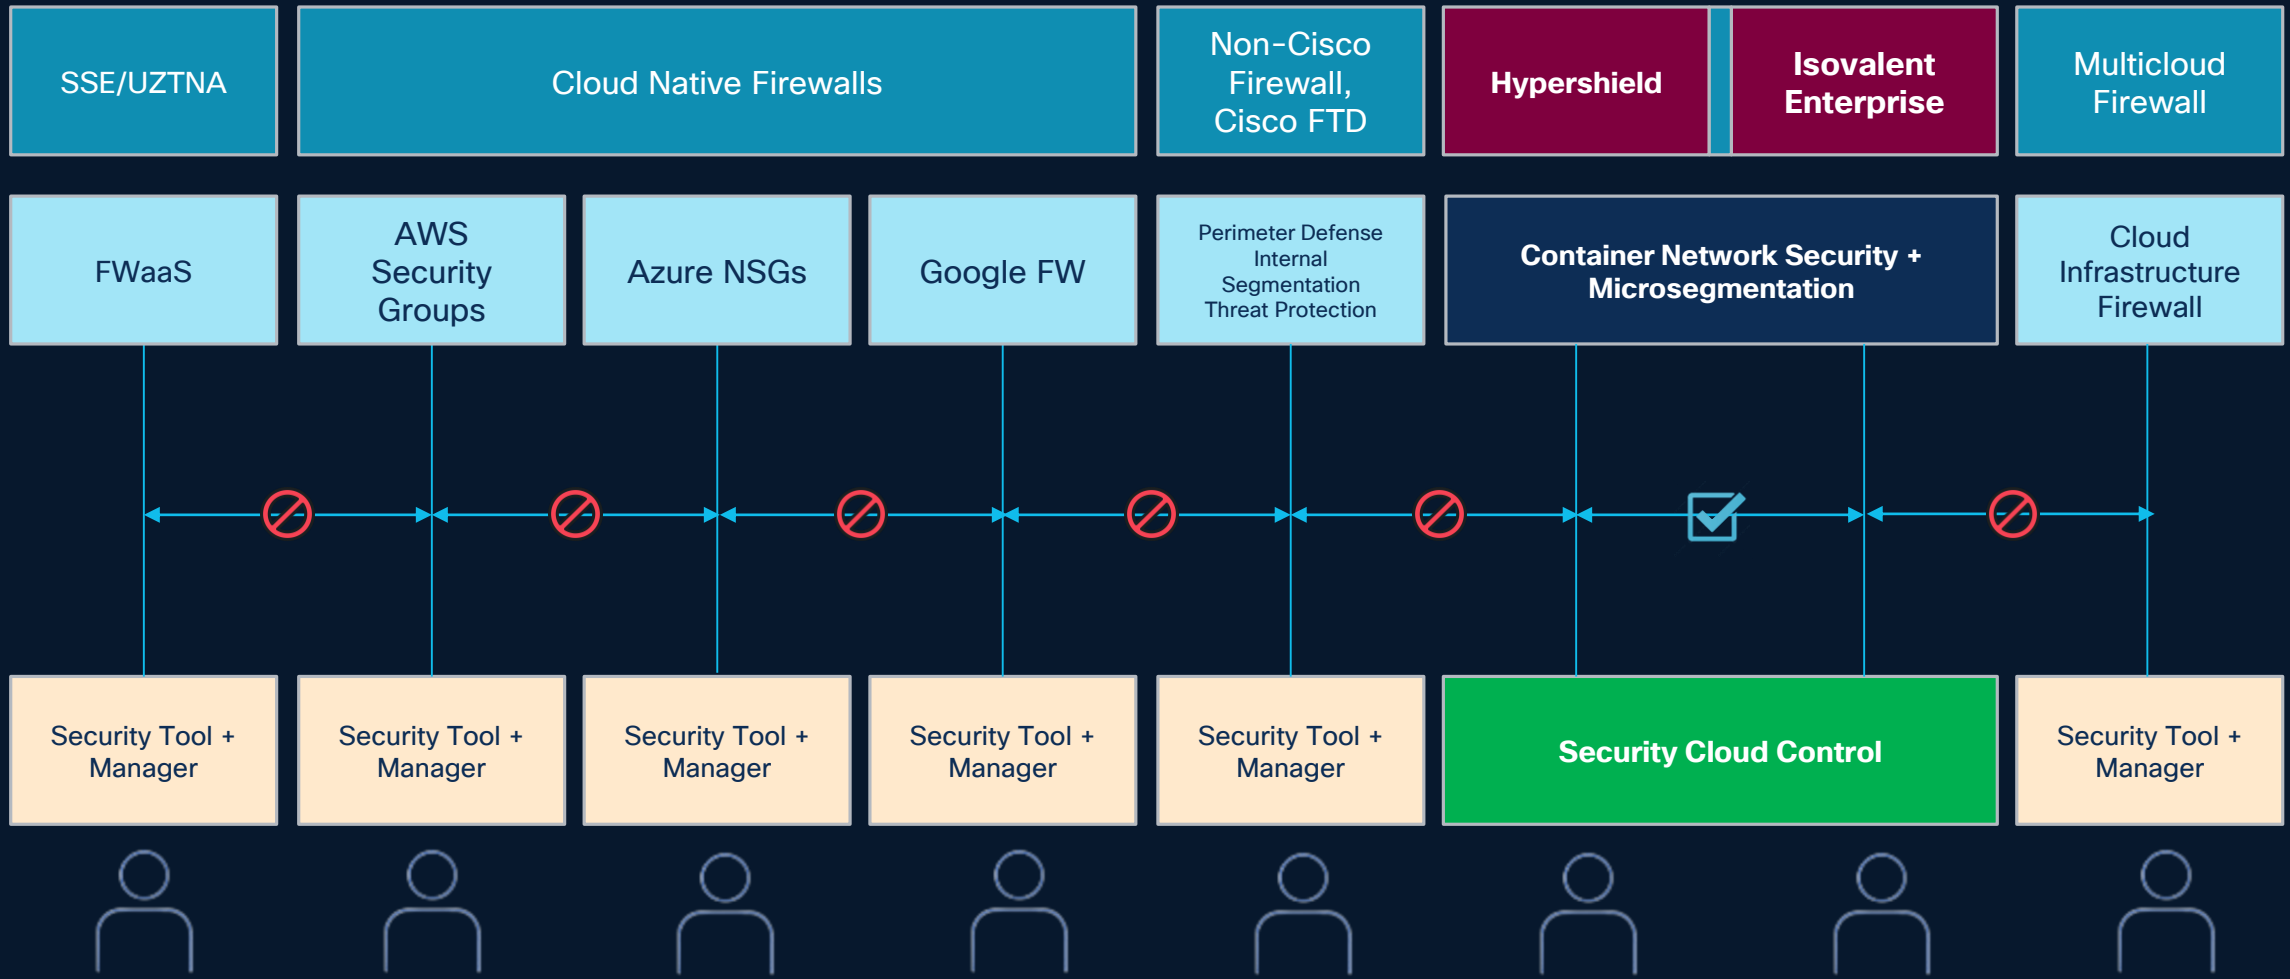 SSE/UZTNA
Cloud Native Firewalls
Non-Cisco
Firewall,
Cisco FTD
Hypershield
Isovalent
Enterprise
Multicloud
Firewall
FWaaS
AWS
Security
Groups
Azure NSGs
Google FW
Perimeter Defense
Internal
Segmentation
Threat Protection
Container Network Security +
Microsegmentation
Cloud
Infrastructure
Firewall
Security Tool +
Manager
Security Tool +
Manager
Security Tool +
Manager
Security Tool +
Manager
Security Tool +
Manager
Security Cloud Control
Security Tool +
Manager